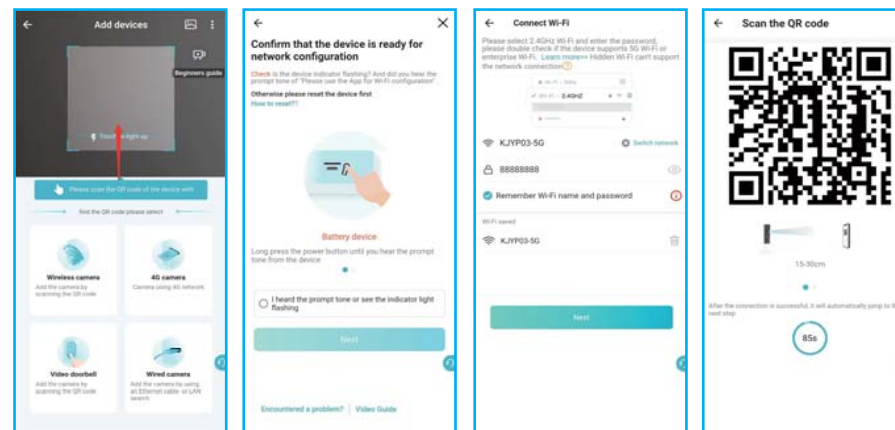 Add devices
Beginners guide
Touch to light up
Please scan the QR code of the device with
find the QR code please select
Wireless camera
Add the camera by
scanning the QR code
4G camera
Camera using 4G network
Video doorbell
Add the camera by
scanning the QR code
Wired camera
Add the camera by using
an Ethernet cable or LAN
search
Confirm that the device is ready for
network configuration
Check is the device indicator flashing? And did you hear the
prompt tone of "Please use the App for Wi-Fi configuration" .
Otherwise please reset the device first
How to reset??
Battery device
Long press the power button until you hear the prompt
tone from the device
I heard the prompt tone or see the indicator light
flashing
Next
Encountered a problem? | Video Guide
Connect Wi-Fi
Please select 2.4GHz Wi-Fi and enter the password,
please double check if the device supports 5G Wi-Fi or
enterprise Wi-Fi. Learn more>> Hidden Wi-Fi can't support
the network connection?
2.4GHZ
KJYP03-5G
Switch network
88888888
Remember Wi-Fi name and password
Wi-Fi saved
KJYP03-5G
Next
Scan the QR code
15-30cm
After the connection is successful, it will automatically jump to
next step
85s